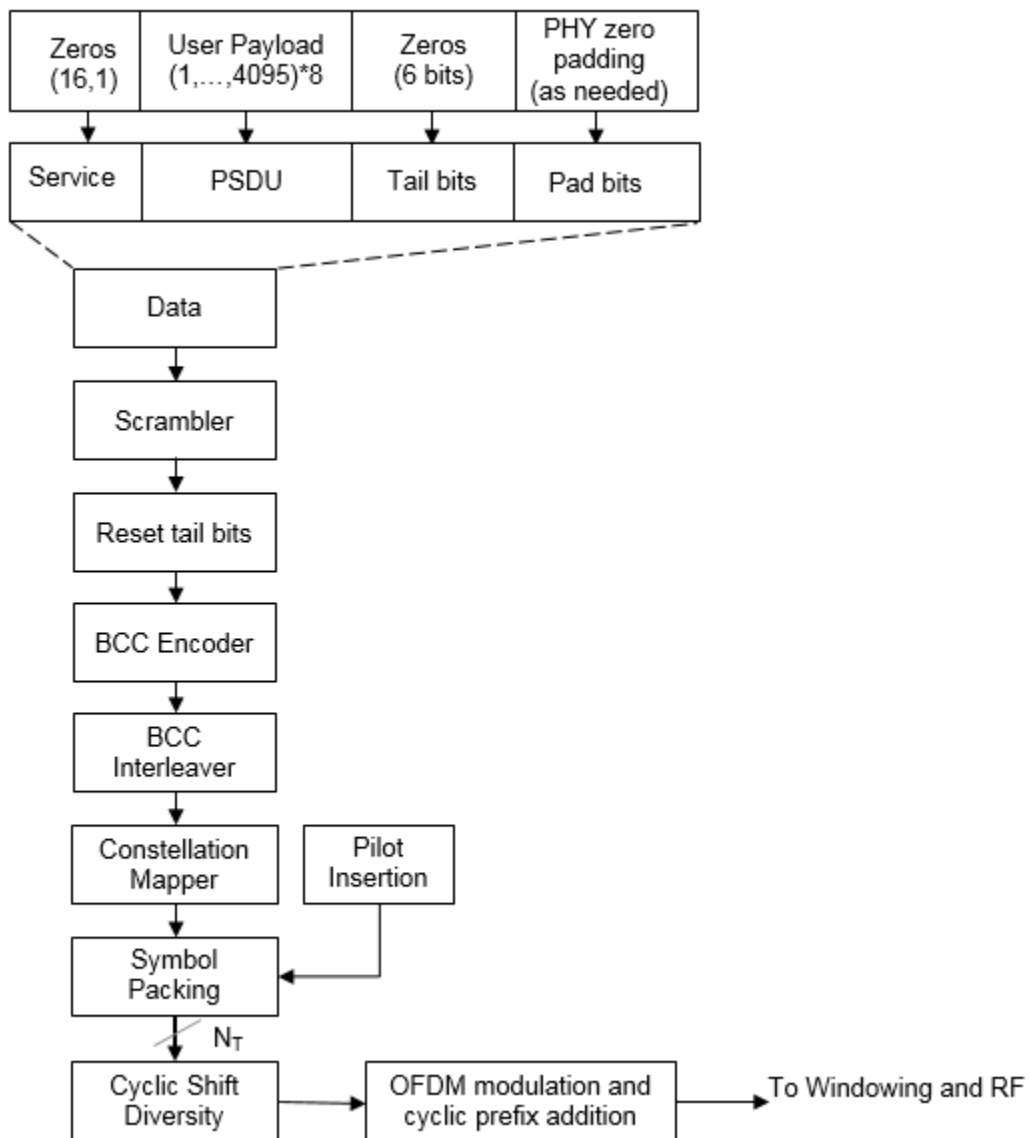 Zeros
(16,1)
User Payload
(1,...,4095)*8
Zeros
(6 bits)
PHY zero
padding
(as needed)
Service
PSDU
Tail bits
Pad bits
Data
Scrambler
Reset tail bits
BCC Encoder
BCC
Interleaver
Constellation
Mapper
Pilot
Insertion
Symbol
Packing
N_T
Cyclic Shift
Diversity
OFDM modulation and
cyclic prefix addition
To Windowing and RF